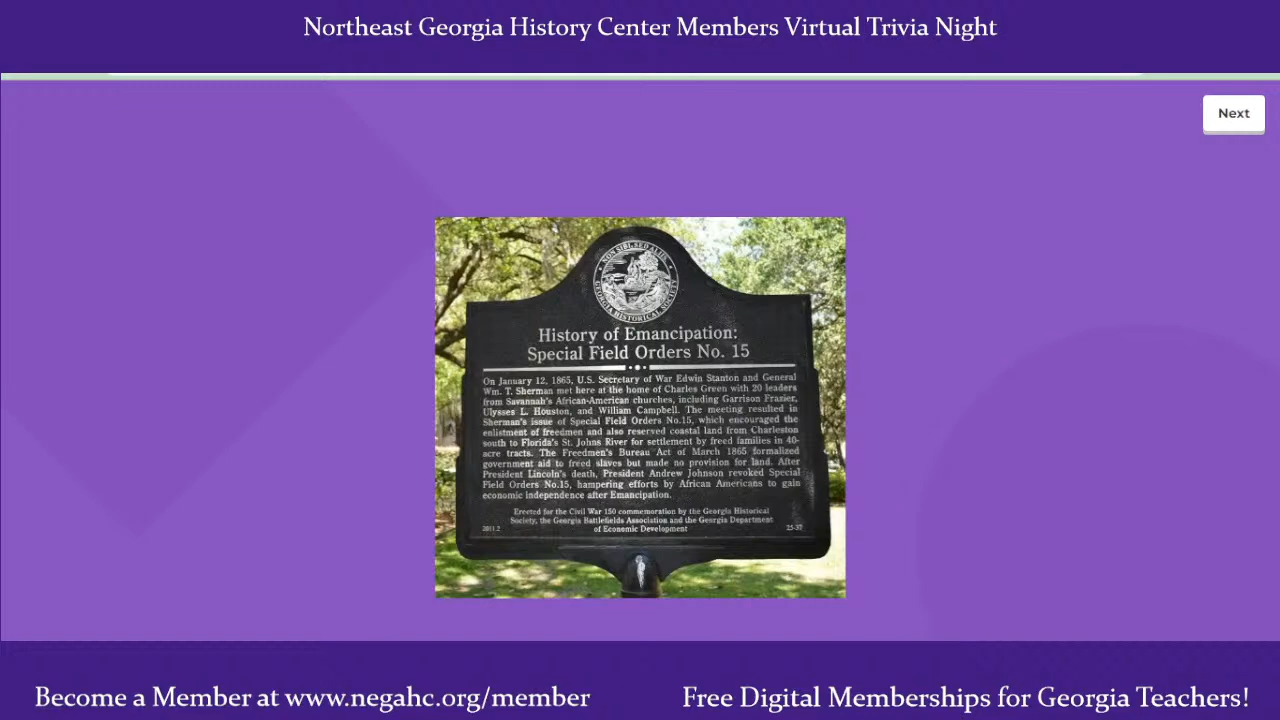 Northeast Georgia History Center Members Virtual Trivia Night
Next
NON SIBI, SED ALIIS
GEORGIA HISTORICAL SOCIETY
History of Emancipation:
Special Field Orders No. 15
On January 12, 1865, U.S. Secretary of War Edwin Stanton and General
Wm. T. Sherman met here at the home of Charles Green with 20 leaders
from Savannah's African-American churches, including Garrison Frazier,
Ulysses L. Houston, and William Campbell. The meeting resulted in
Sherman's issue of Special Field Orders No.15, which encouraged the
enlistment of freedmen and also reserved coastal land from Charleston
south to Florida's St. Johns River for settlement by freed families in 40-
acre tracts. The Freedmen's Bureau Act of March 1865 formalized
government aid to freed slaves but made no provision for land. After
President Lincoln's death, President Andrew Johnson revoked Special
Field Orders No.15, hampering efforts by African Americans to gain
economic independence after Emancipation.
Erected for the Civil War 150 commemoration by the Georgia Historical
Society, the Georgia Battlefields Association and the Georgia Department
2011.2 of Economic Development 25-37
Become a Member at www.negahc.org/member
Free Digital Memberships for Georgia Teachers!